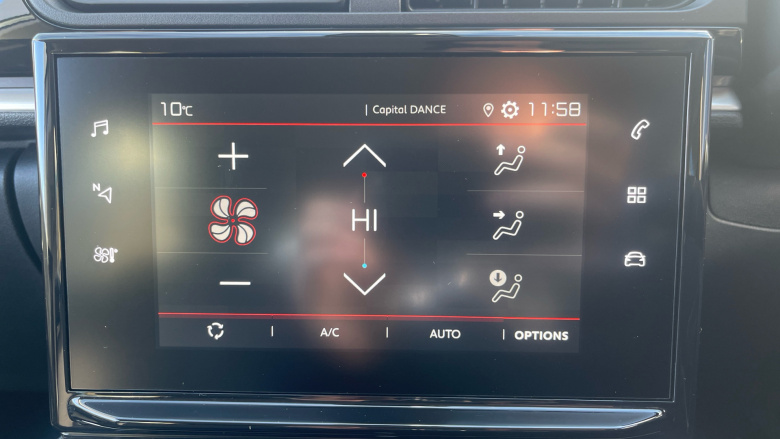 10°C | Capital DANCE 11:58
N
HI
A/C | AUTO | OPTIONS